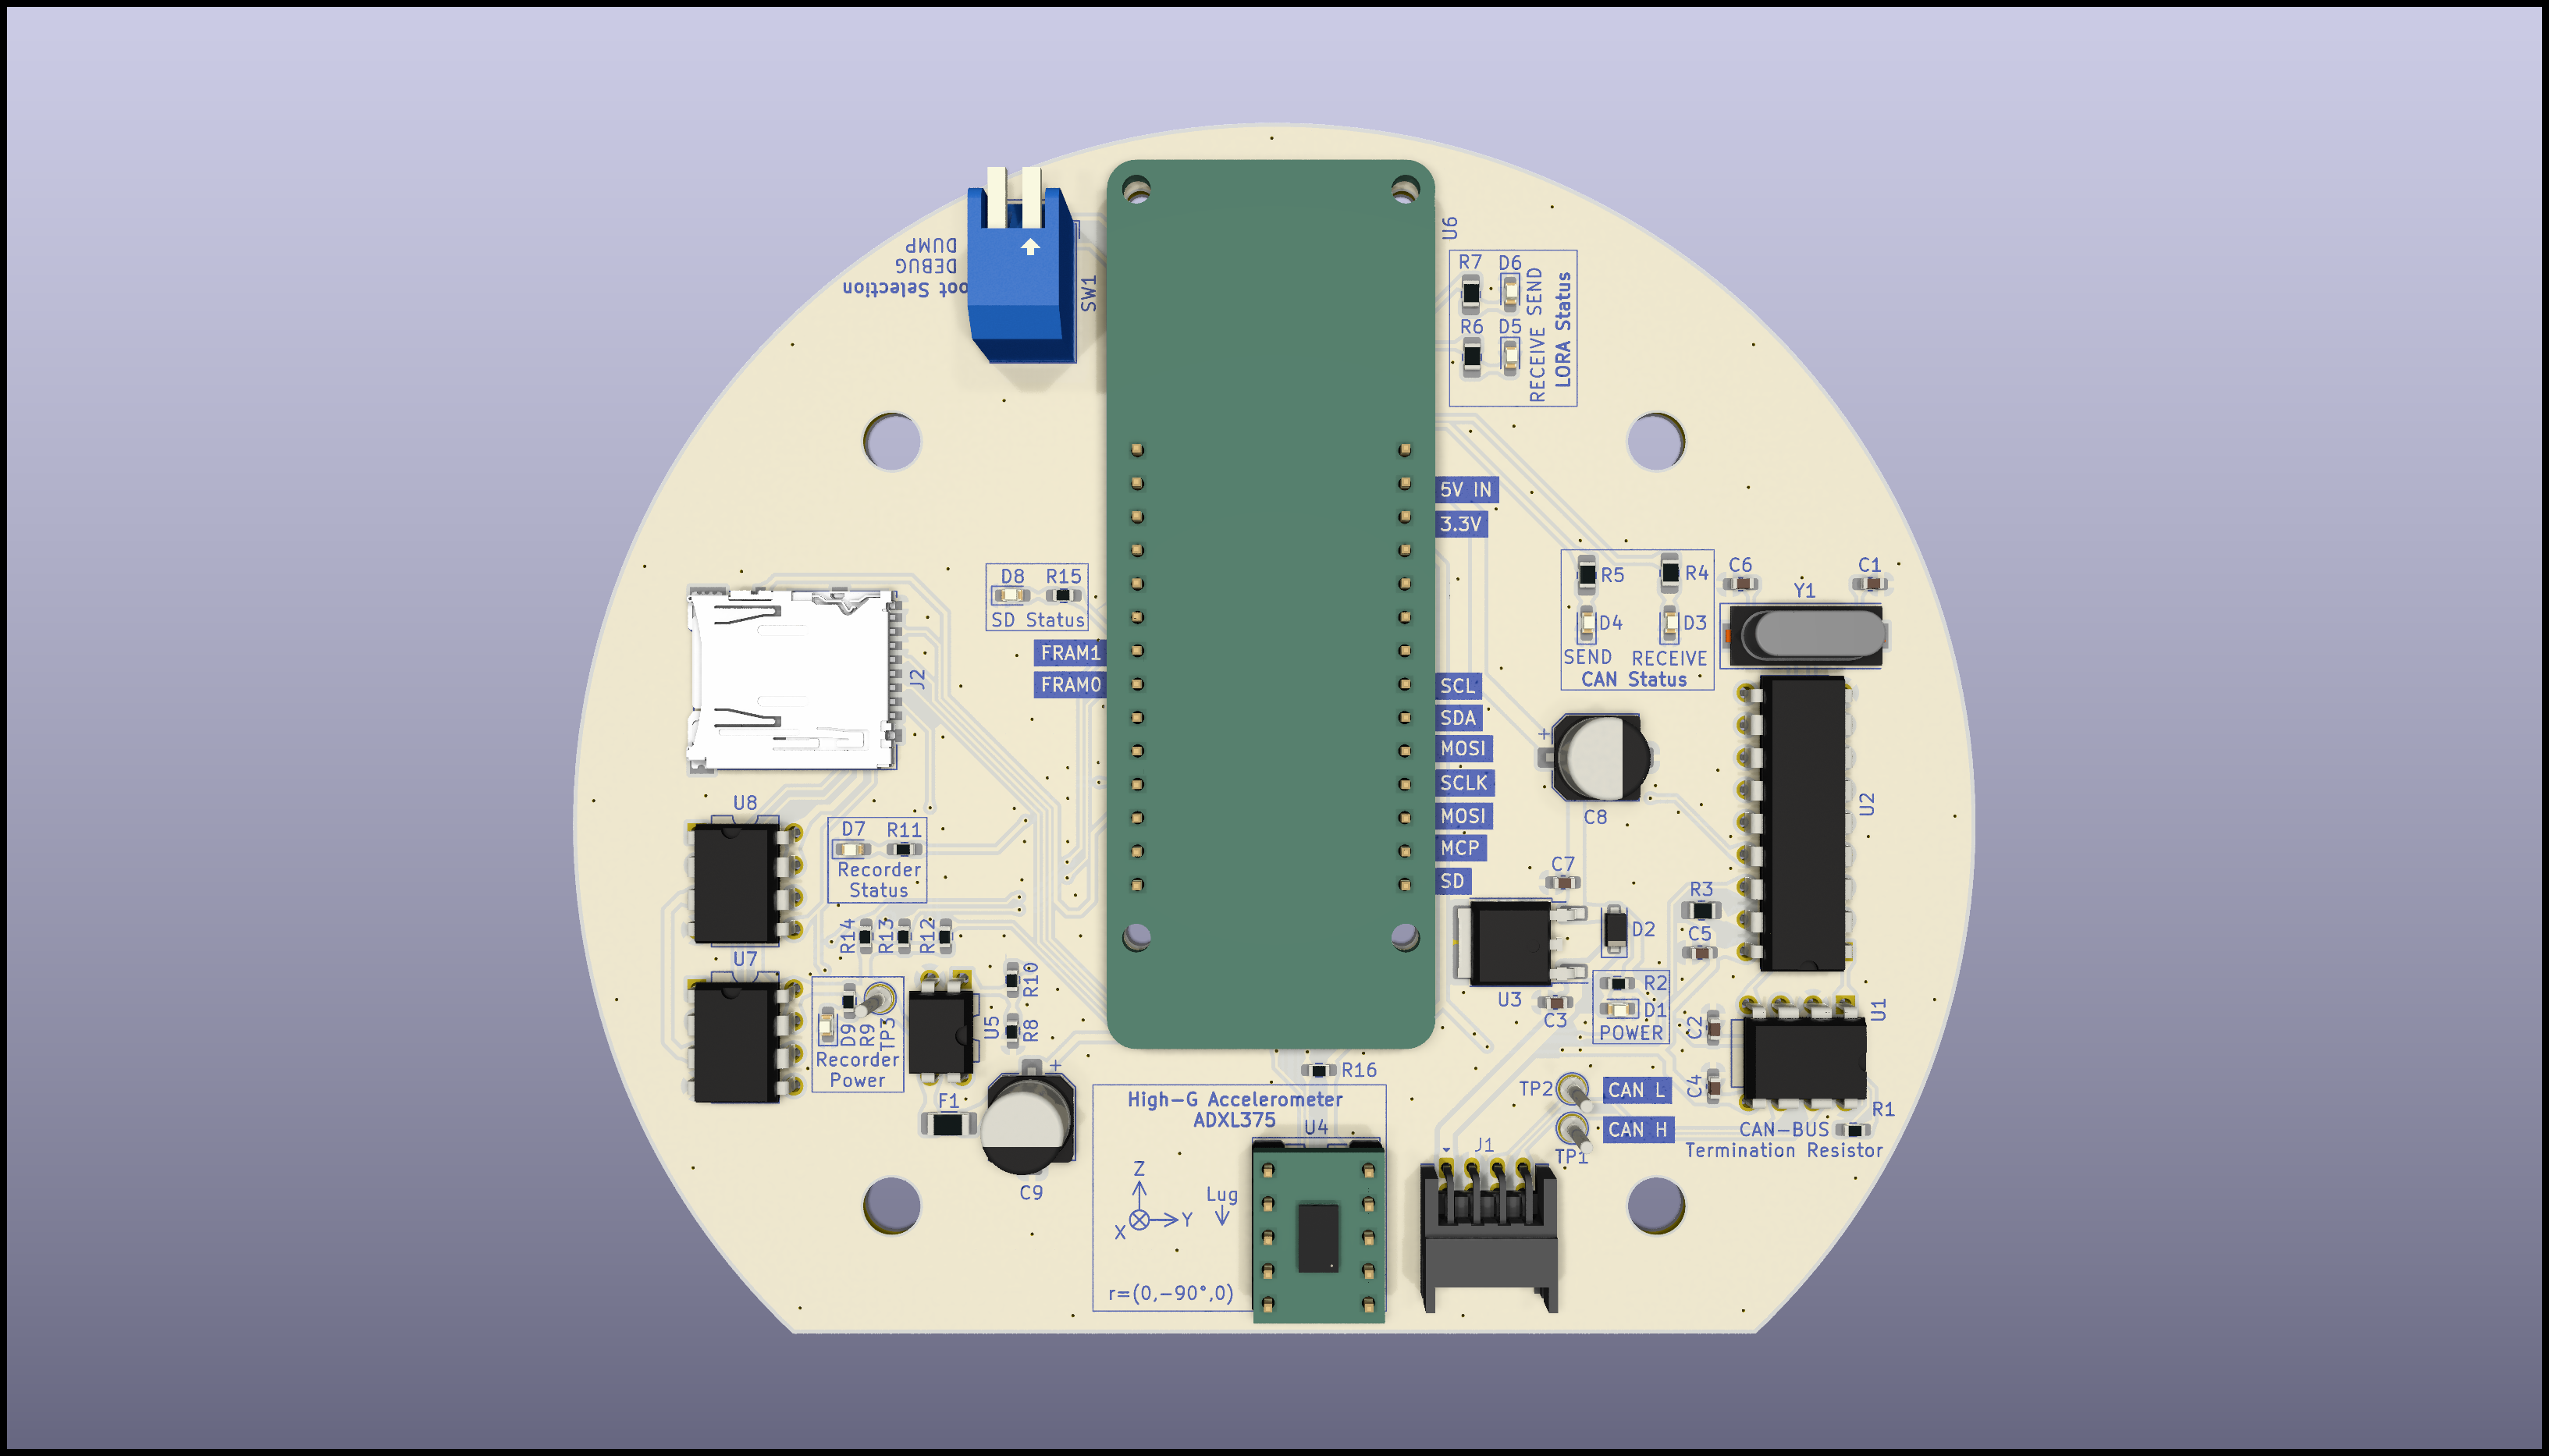 DUMP
DEBUG
oot Selection
SW1
U6
R7 D6
R6 D5
RECEIVE SEND
LORA Status
5V IN
3.3V
D8 R15
SD Status
FRAM1
FRAM0
J2
R5 R4
D4 D3
SEND RECEIVE
CAN Status
C6 C1
Y1
SCL
SDA
MOSI
SCLK
MOSI
MCP
SD
+
C8
U2
U8
D7 R11
Recorder
Status
R14 R13 R12
U7
D9 R9 TP3
Recorder
Power
U5
R10
R8
F1
+
C9
C7
U3
C3
D2
R2
D1
POWER
R3
C5
C2
C4
U1
R1
CAN-BUS
Termination Resistor
TP2 CAN L
CAN H
TP1
J1
R16
High-G Accelerometer
ADXL375
U4
Z
Lug
X Y
r=(0,-90°,0)